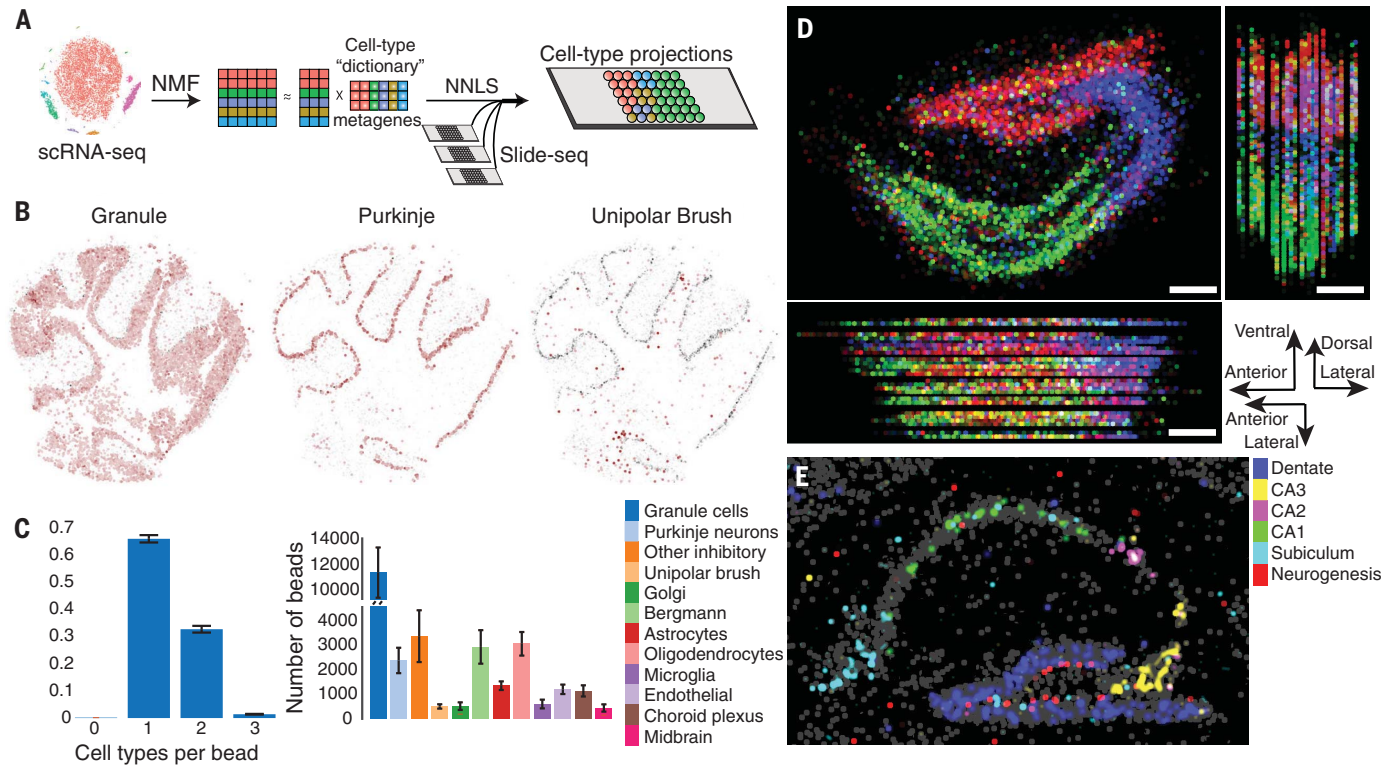 A
scRNA-seq
NMF
≈
x
Cell-type
“dictionary”
metagenes
NNLS
Slide-seq
Cell-type projections
B
Granule
Purkinje
Unipolar Brush
C
0.7
0.6
0.5
0.4
0.3
0.2
0.1
0
0 1 2 3
Cell types per bead
Number of beads
14000
12000
10000
4000
3000
2000
1000
0
Granule cells
Purkinje neurons
Other inhibitory
Unipolar brush
Golgi
Bergmann
Astrocytes
Oligodendrocytes
Microglia
Endothelial
Choroid plexus
Midbrain
D
Ventral
Anterior
Dorsal
Lateral
Anterior
Lateral
E
Dentate
CA3
CA2
CA1
Subiculum
Neurogenesis